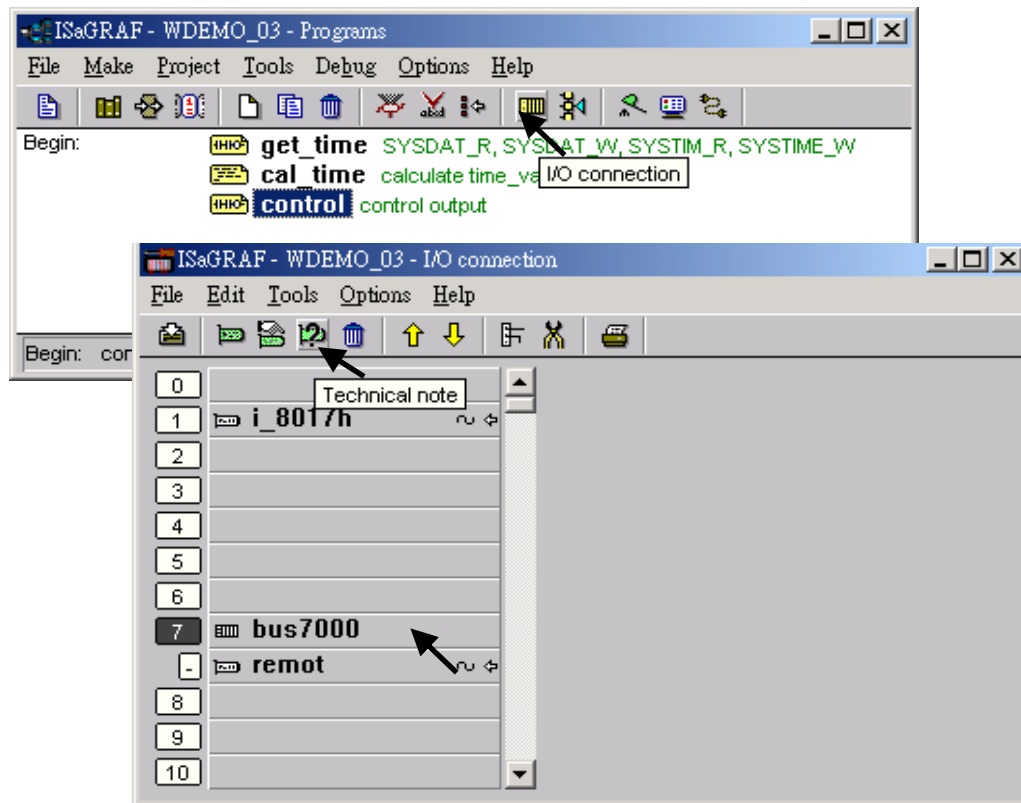 ISaGRAF - WDEMO_03 - Programs
File Make Project Tools Debug Options Help
Begin: get_time SYSDAT_R, SYSDAT_W, SYSTIM_R, SYSTIME_W
cal_time calculate time_va
I/O connection
control control output
ISaGRAF - WDEMO_03 - I/O connection
File Edit Tools Options Help
Begin: con
Technical note
0
1 i_8017h
2
3
4
5
6
7 bus7000
- remot
8
9
10